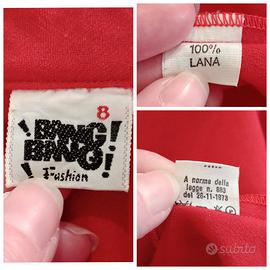 8
!BANG!
BANG!
Fashion
100%
LANA
A norma della
legge n. 883
del 26-11-1973
subito